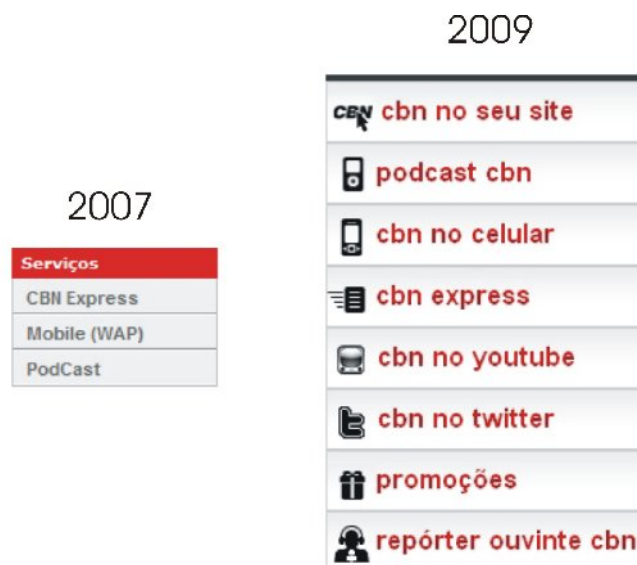 2007
Serviços
CBN Express
Mobile (WAP)
PodCast
2009
CBN cbn no seu site
podcast cbn
cbn no celular
cbn express
cbn no youtube
cbn no twitter
promoções
repórter ouvinte cbn